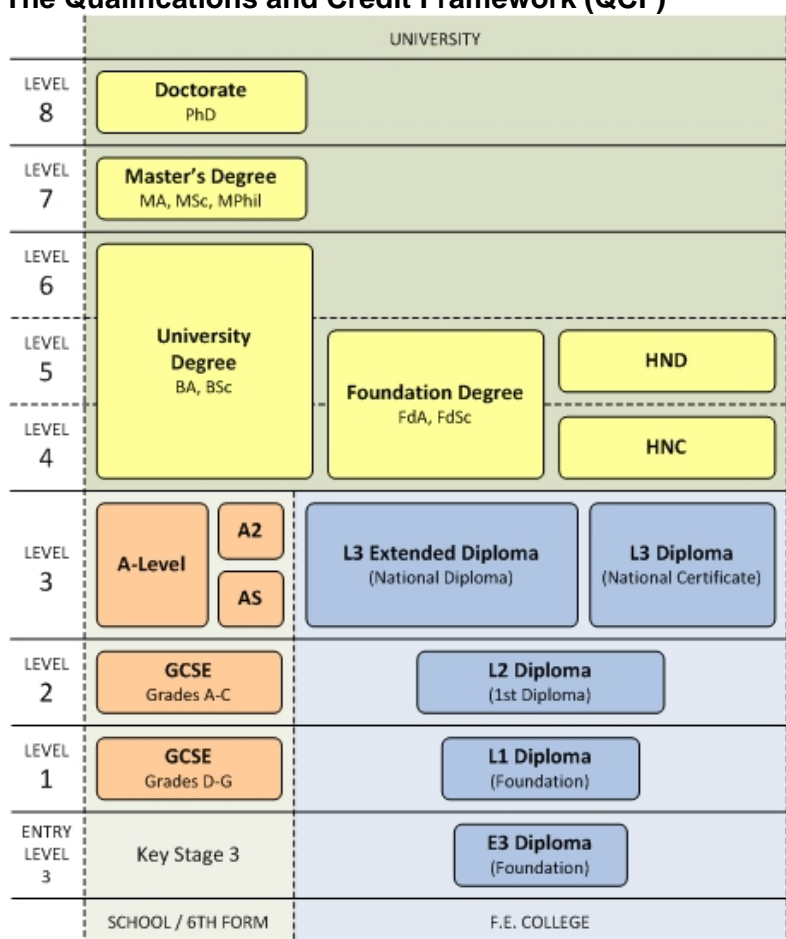 The Qualifications and Credit Framework (QCF)
UNIVERSITY
LEVEL
8
Doctorate
PhD
LEVEL
7
Master's Degree
MA, MSc, MPhil
LEVEL
6
University
Degree
BA, BSc
LEVEL
5
Foundation Degree
FdA, FdSc
HND
LEVEL
4
HNC
LEVEL
3
A-Level
A2
AS
L3 Extended Diploma
(National Diploma)
L3 Diploma
(National Certificate)
LEVEL
2
GCSE
Grades A-C
L2 Diploma
(1st Diploma)
LEVEL
1
GCSE
Grades D-G
L1 Diploma
(Foundation)
ENTRY
LEVEL
3
Key Stage 3
E3 Diploma
(Foundation)
SCHOOL / 6TH FORM
F.E. COLLEGE